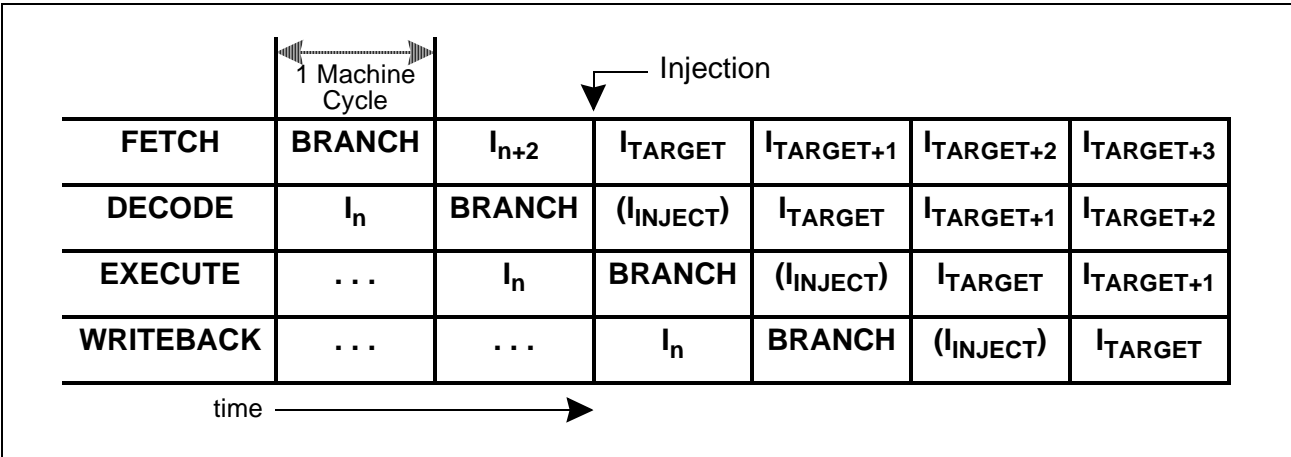 1 Machine
Cycle
Injection
FETCH BRANCH In+2 ITARGET ITARGET+1 ITARGET+2 ITARGET+3
DECODE In BRANCH (IINJECT) ITARGET ITARGET+1 ITARGET+2
EXECUTE . . . In BRANCH (IINJECT) ITARGET ITARGET+1
WRITEBACK . . . . . . In BRANCH (IINJECT) ITARGET
time